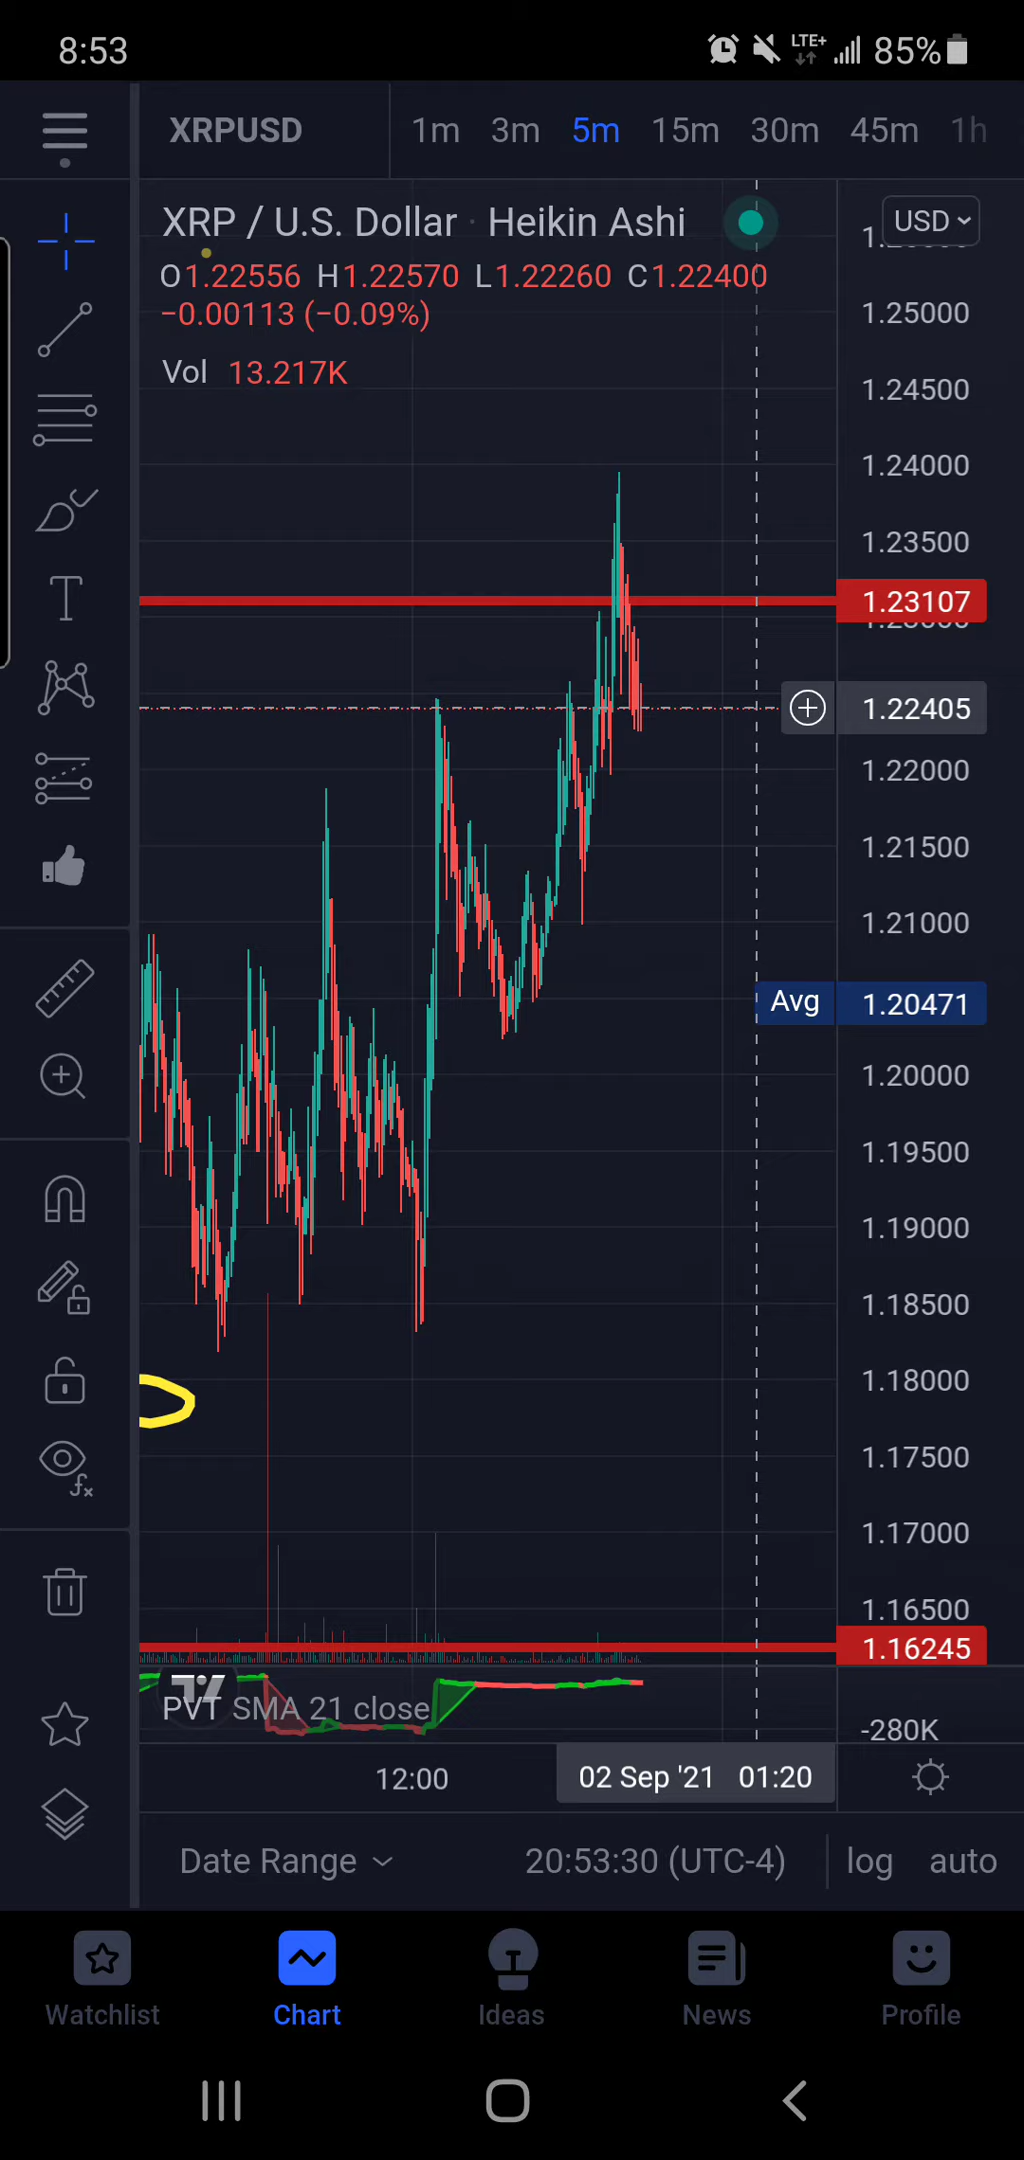 8:53 LTE+ 85%
XRPUSD 1m 3m 5m 15m 30m 45m 1h
XRP / U.S. Dollar · Heikin Ashi USD
O1.22556 H1.22570 L1.22260 C1.22400
−0.00113 (−0.09%)
1.25000
Vol 13.217K
1.24500
1.24000
1.23500
1.23107
1.22405
1.22000
1.21500
1.21000
Avg 1.20471
1.20000
1.19500
1.19000
1.18500
1.18000
1.17500
1.17000
1.16500
1.16245
PVT SMA 21 close
-280K
12:00 02 Sep '21 01:20
Date Range 20:53:30 (UTC-4) log auto
Watchlist Chart Ideas News Profile